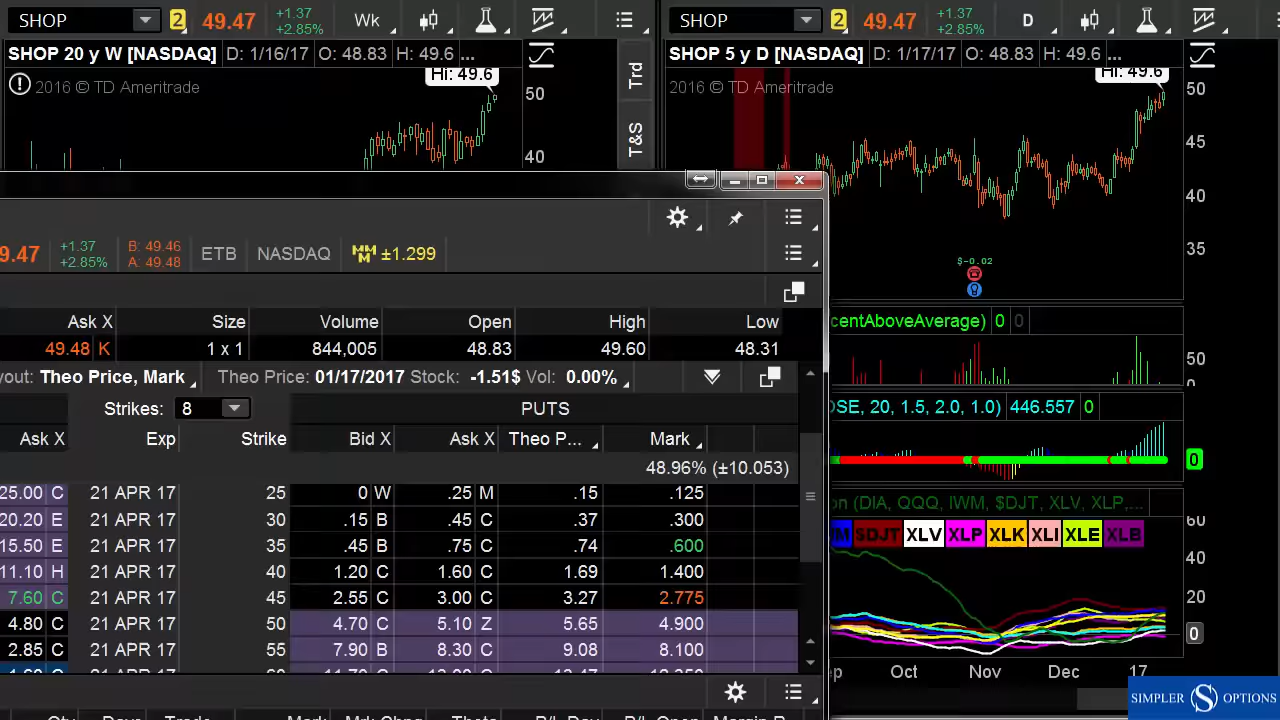 SHOP 2 49.47 +1.37 +2.85% Wk
SHOP 20 y W [NASDAQ] D: 1/16/17 O: 48.83 H: 49.6 ...
Hi: 49.6
2016 © TD Ameritrade
50
40
Trd
T&S
SHOP 2 49.47 +1.37 +2.85% D
SHOP 5 y D [NASDAQ] D: 1/17/17 O: 48.83 H: 49.6 ...
Hi: 49.6
2016 © TD Ameritrade
50
45
40
35
$-0.02
9.47 +1.37 +2.85% B: 49.46 A: 49.48 ETB NASDAQ MMM ±1.299
Ask X Size Volume Open High Low
49.48 K 1 x 1 844,005 48.83 49.60 48.31
yout: Theo Price, Mark Theo Price: 01/17/2017 Stock: -1.51$ Vol: 0.00%
Strikes: 8 PUTS
Ask X Exp Strike Bid X Ask X Theo P... Mark
48.96% (±10.053)
25.00 C 21 APR 17 25 0 W .25 M .15 .125
20.20 E 21 APR 17 30 .15 B .45 C .37 .300
15.50 E 21 APR 17 35 .45 B .75 C .74 .600
11.10 H 21 APR 17 40 1.20 C 1.60 C 1.69 1.400
7.60 C 21 APR 17 45 2.55 C 3.00 C 3.27 2.775
4.80 C 21 APR 17 50 4.70 C 5.10 Z 5.65 4.900
2.85 C 21 APR 17 55 7.90 B 8.30 C 9.08 8.100
centAboveAverage) 0 0
50
0
OSE, 20, 1.5, 2.0, 1.0) 446.557 0
0
on (DIA, QQQ, IWM, $DJT, XLV, XLP,...
M $DJT XLV XLP XLK XLI XLE XLB
60
40
20
0
ep Oct Nov Dec 17
SIMPLER S OPTIONS